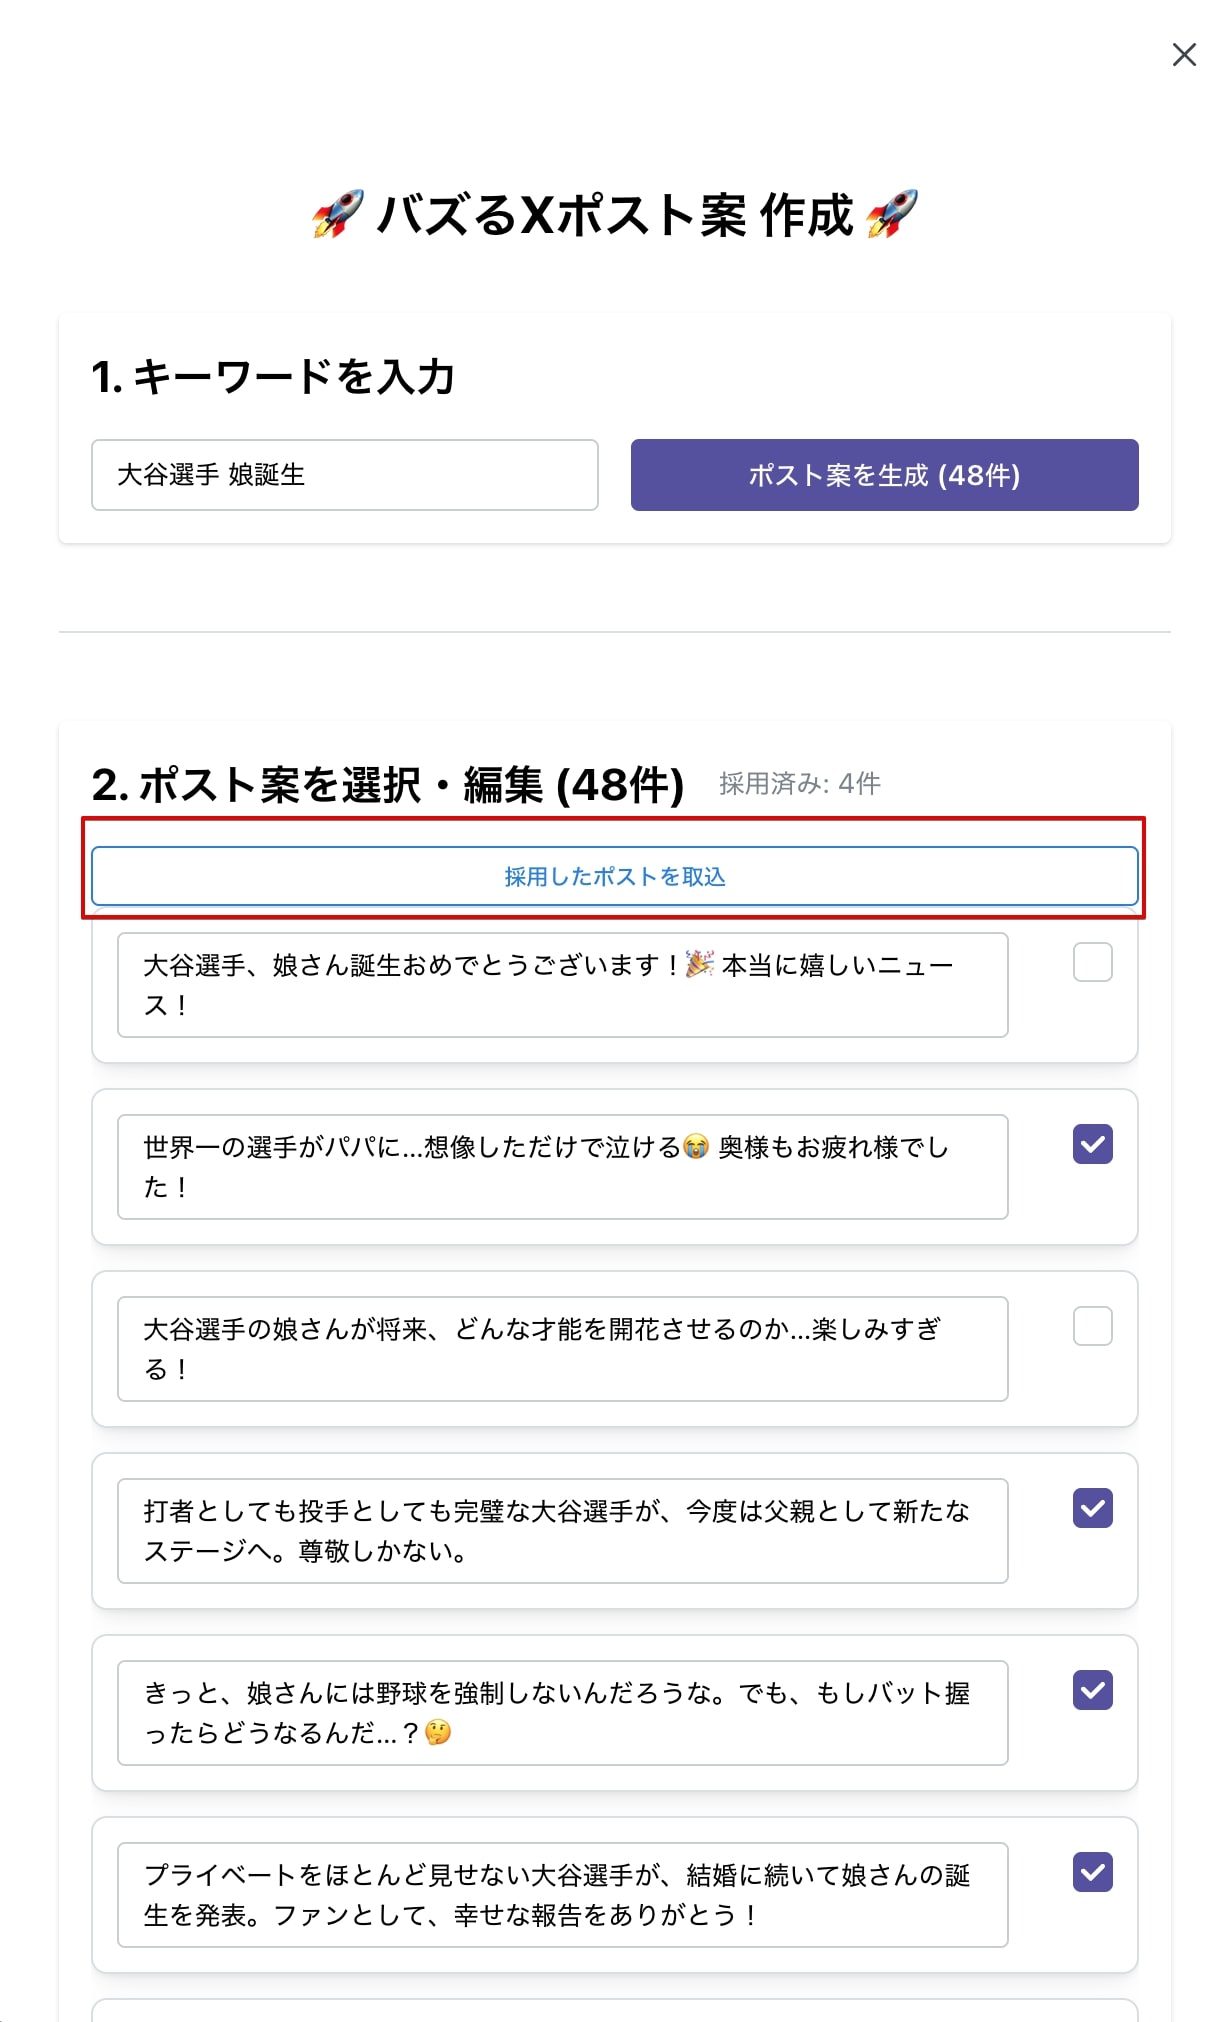 🚀 バズるXポスト案 作成 🚀
1. キーワードを入力
大谷選手 娘誕生
ポスト案を生成 (48件)
2. ポスト案を選択・編集 (48件) 採用済み: 4件
採用したポストを取込
大谷選手、娘さん誕生おめでとうございます！🎉 本当に嬉しいニュー
ス！
世界一の選手がパパに...想像しただけで泣ける😭 奥様もお疲れ様でし
た！
大谷選手の娘さんが将来、どんな才能を開花させるのか...楽しみすぎ
る！
打者としても投手としても完璧な大谷選手が、今度は父親として新たな
ステージへ。尊敬しかない。
きっと、娘さんには野球を強制しないんだろうな。でも、もしバット握
ったらどうなるんだ...？🤔
プライベートをほとんど見せない大谷選手が、結婚に続いて娘さんの誕
生を発表。ファンとして、幸せな報告をありがとう！